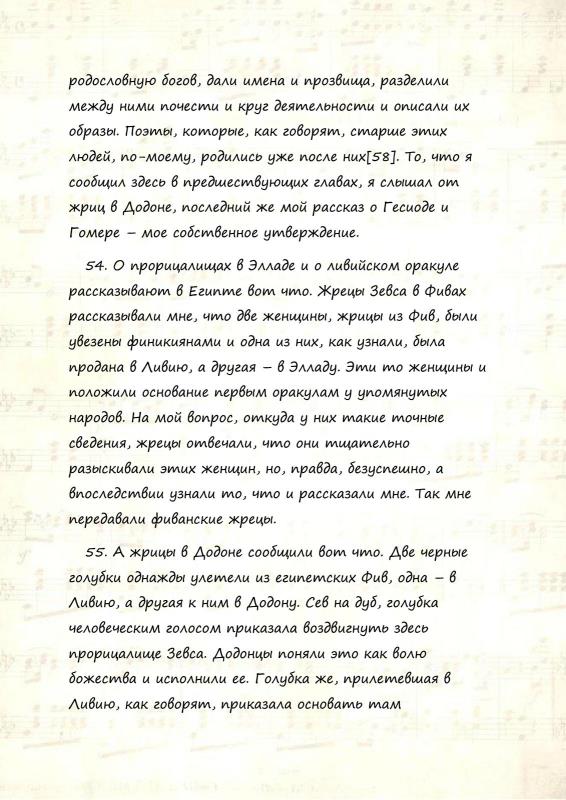 родословную богов, дали имена и прозвища, разделили
между ними почести и круг деятельности и описали их
образы. Поэты, которые, как говорят, старше этих
людей, по-моему, родились уже после них[58]. То, что я
сообщил здесь в предшествующих главах, я слышал от
жриц в Додоне, последний же мой рассказ о Гесиоде и
Гомере – мое собственное утверждение.
54. О прорицалищах в Элладе и о ливийском оракуле
рассказывают в Египте вот что. Жрецы Зевса в Фивах
рассказывали мне, что две женщины, жрицы из Фив, были
увезены финикиянами и одна из них, как узнали, была
продана в Ливию, а другая – в Элладу. Эти то женщины и
положили основание первым оракулам у упомянутых
народов. На мой вопрос, откуда у них такие точные
сведения, жрецы отвечали, что они тщательно
разыскивали этих женщин, но, правда, безуспешно, а
впоследствии узнали то, что и рассказали мне. Так мне
передавали фиванские жрецы.
55. А жрицы в Додоне сообщили вот что. Две черные
голубки однажды улетели из египетских Фив, одна – в
Ливию, а другая к ним в Додону. Сев на дуб, голубка
человеческим голосом приказала воздвигнуть здесь
прорицалище Зевса. Додонцы поняли это как волю
божества и исполнили ее. Голубка же, прилетевшая в
Ливию, как говорят, приказала основать там